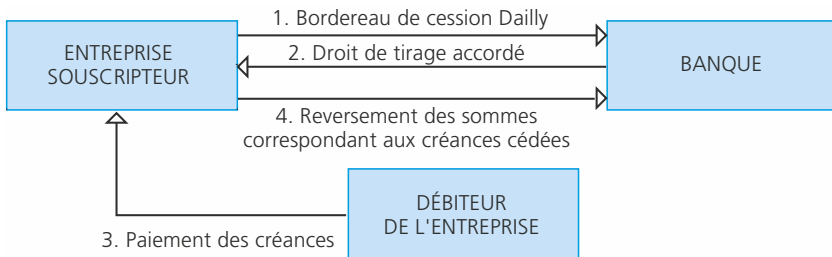 1. Bordereau de cession Dailly
ENTREPRISE
SOUSCRIPTEUR
2. Droit de tirage accordé
BANQUE
4. Reversement des sommes
correspondant aux créances cédées
DÉBITEUR
DE L'ENTREPRISE
3. Paiement des créances